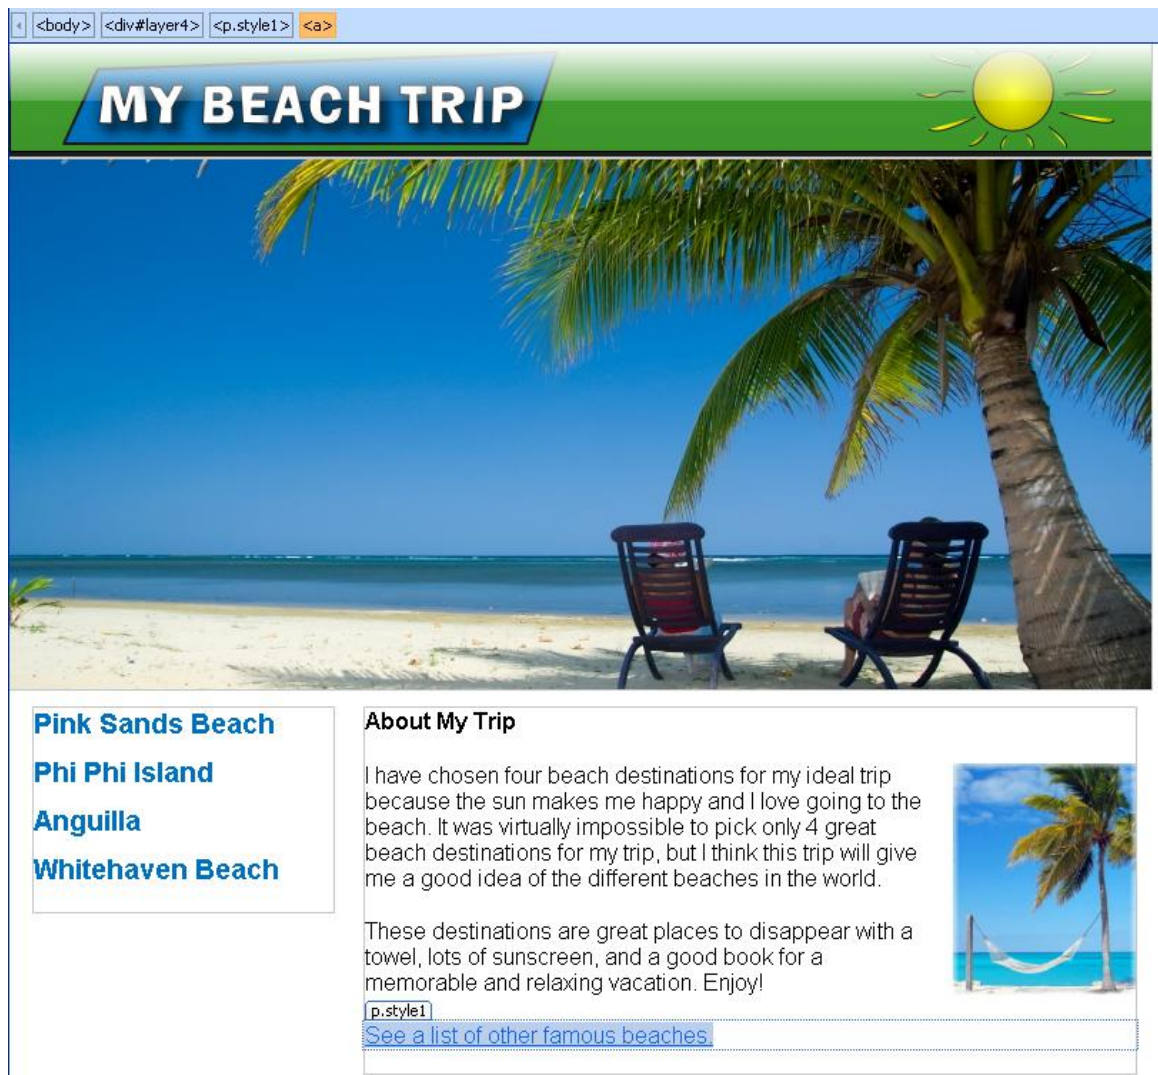 <body> <div#layer4> <p.style1> <a>
MY BEACH TRIP
Pink Sands Beach
Phi Phi Island
Anguilla
Whitehaven Beach
About My Trip
I have chosen four beach destinations for my ideal trip
because the sun makes me happy and I love going to the
beach. It was virtually impossible to pick only 4 great
beach destinations for my trip, but I think this trip will give
me a good idea of the different beaches in the world.
These destinations are great places to disappear with a
towel, lots of sunscreen, and a good book for a
memorable and relaxing vacation. Enjoy!
p.style1
See a list of other famous beaches.